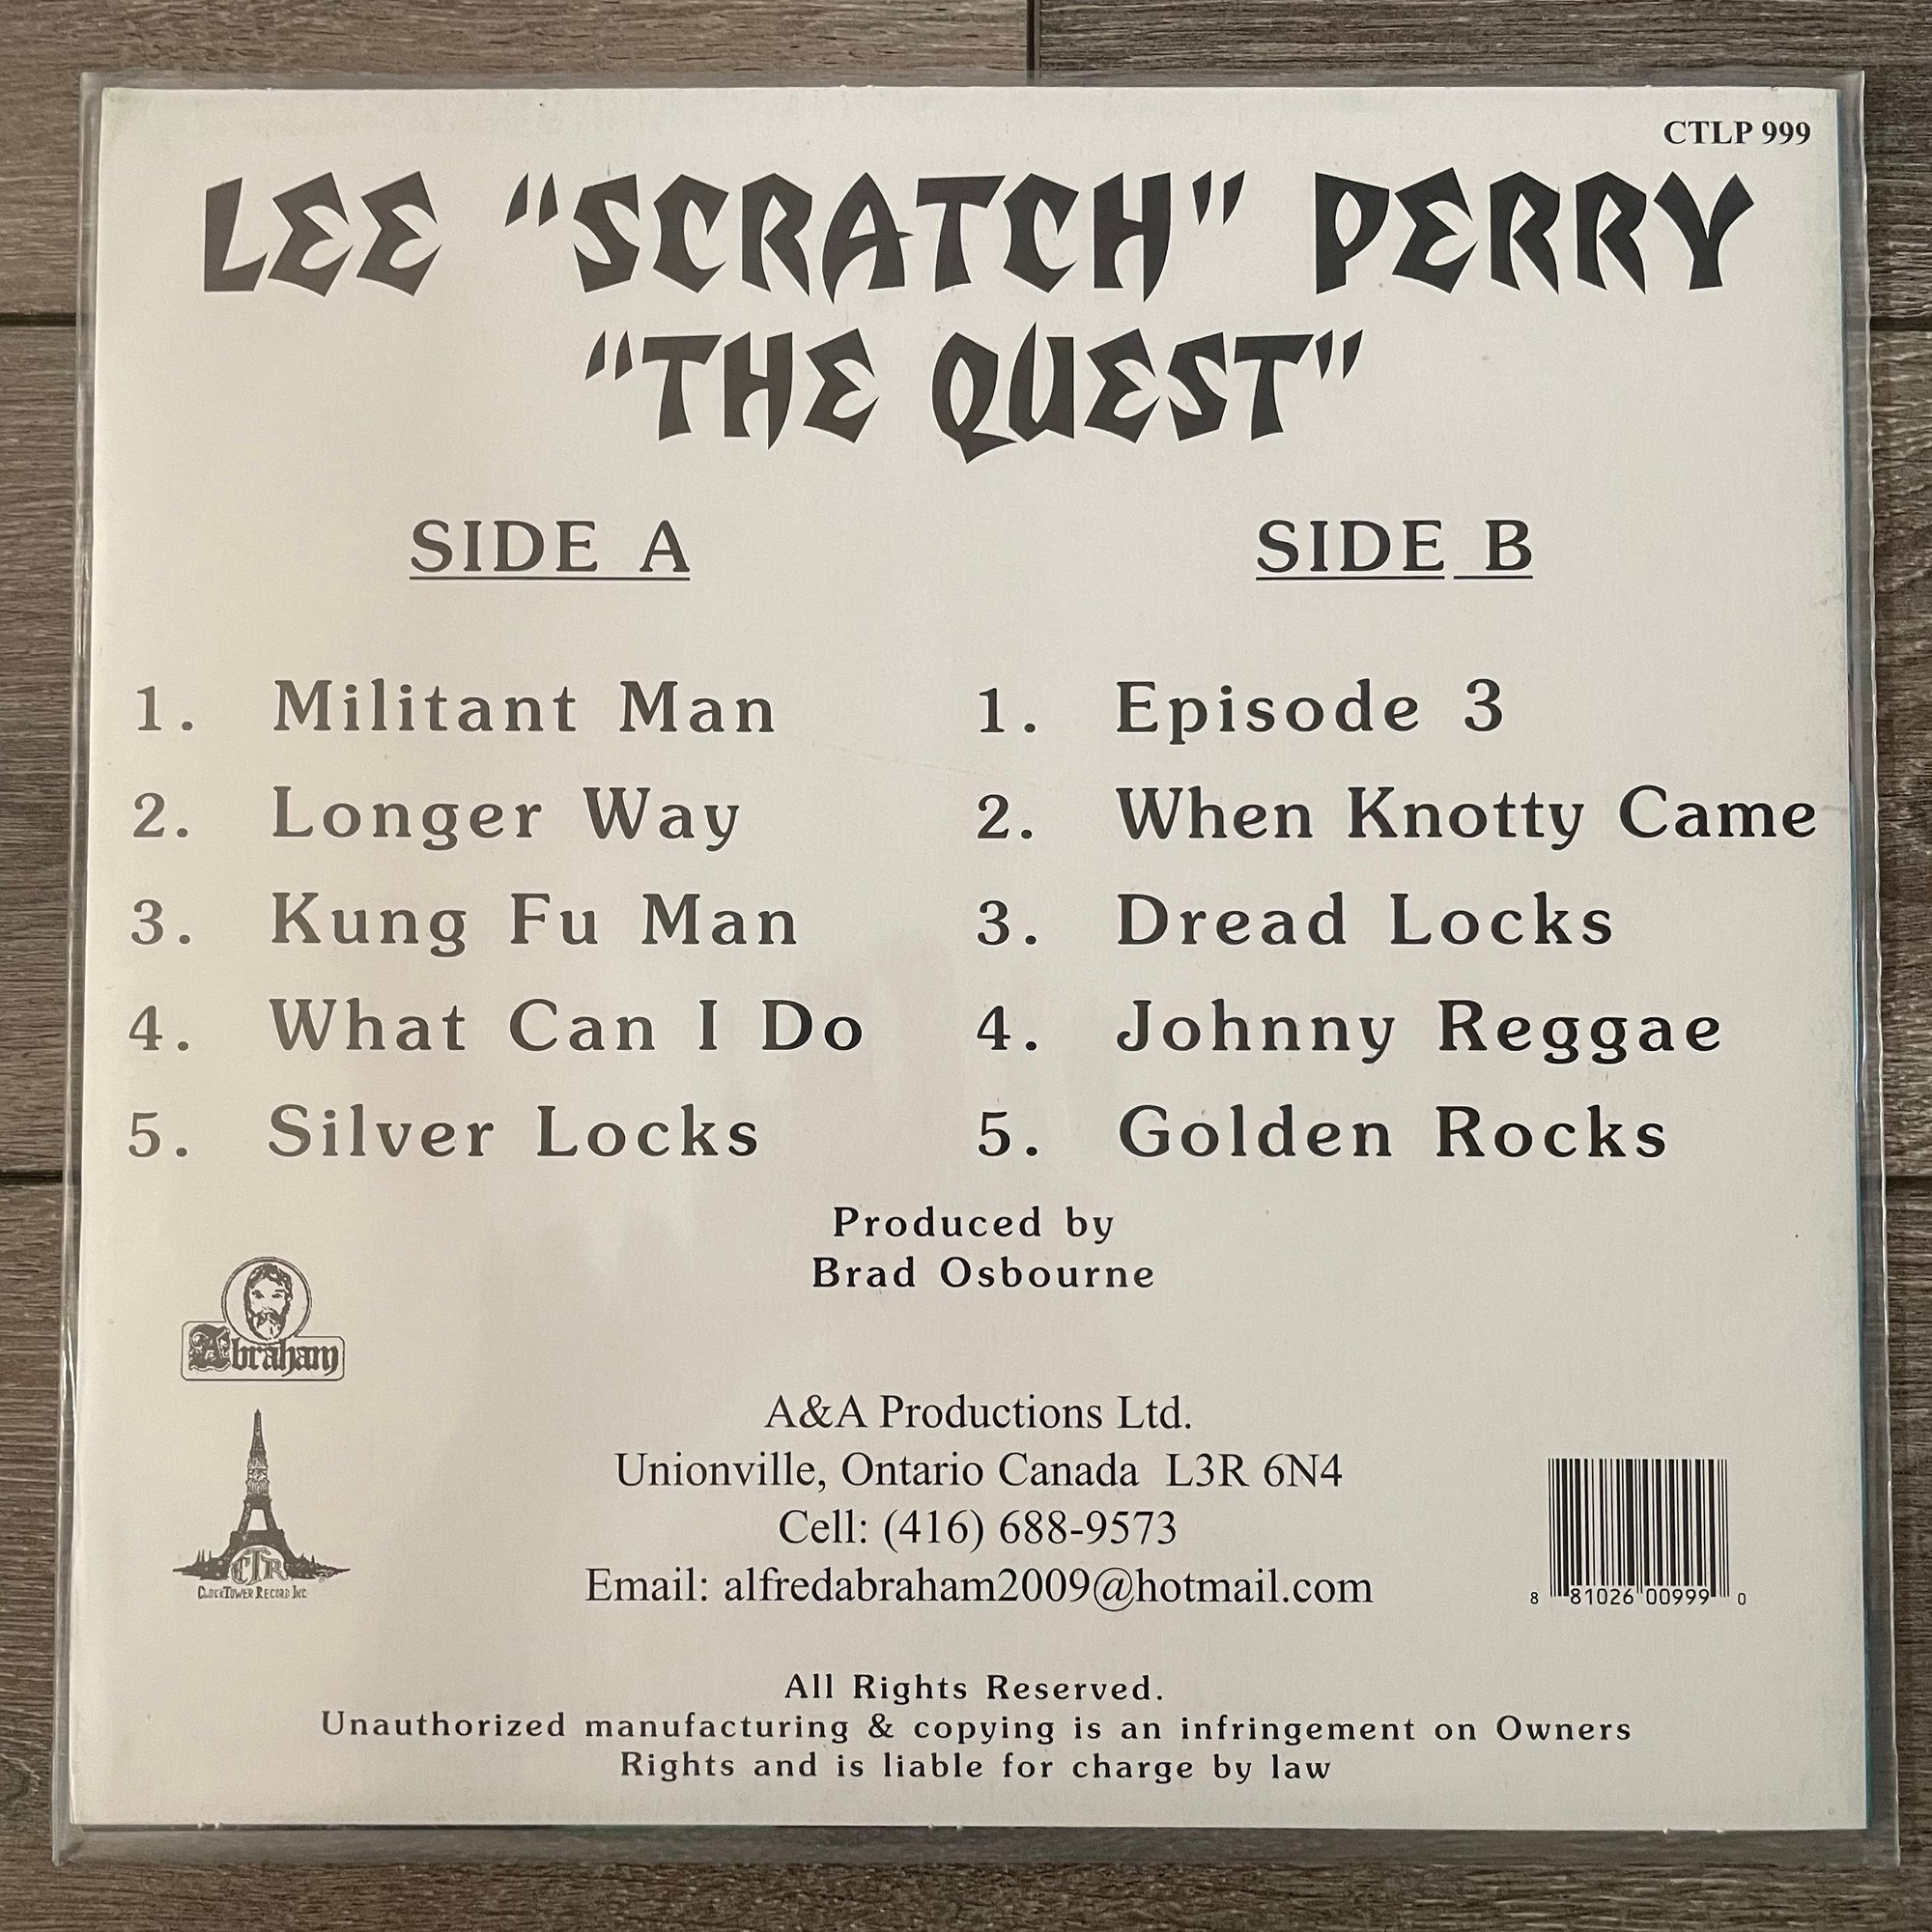 CTLP 999
LEE "SCRATCH" PERRY
"THE QUEST"
SIDE A
1. Militant Man
2. Longer Way
3. Kung Fu Man
4. What Can I Do
5. Silver Locks
SIDE B
1. Episode 3
2. When Knotty Came
3. Dread Locks
4. Johnny Reggae
5. Golden Rocks
Produced by
Brad Osbourne
Abraham
CTR
CLOCKTOWER RECORD INC
A&A Productions Ltd.
Unionville, Ontario Canada L3R 6N4
Cell: (416) 688-9573
Email: alfredabraham2009@hotmail.com
8 81026 00999 0
All Rights Reserved.
Unauthorized manufacturing & copying is an infringement on Owners
Rights and is liable for charge by law